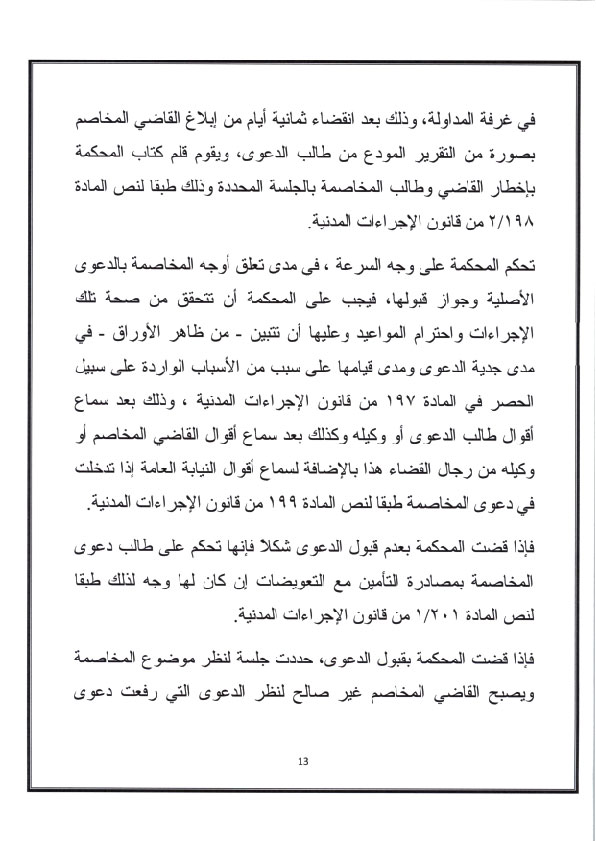 في غرفة المداولة، وذلك بعد انقضاء ثمانية أيام من إبلاغ القاضي المخاصم
بصورة من التقرير المودع من طالب الدعوى، ويقوم قلم كتاب المحكمة
بإخطار القاضي وطالب المخاصمة بالجلسة المحددة وذلك طبقا لنص المادة
٢/١٩٨ من قانون الإجراءات المدنية.
تحكم المحكمة على وجه السرعة ، في مدى تعلق أوجه المخاصمة بالدعوى
الأصلية وجواز قبولها، فيجب على المحكمة أن تتحقق من صحة تلك
الإجراءات واحترام المواعيد وعليها أن تتبين - من ظاهر الأوراق - في
مدى جدية الدعوى ومدى قيامها على سبب من الأسباب الواردة على سبيل
الحصر في المادة ١٩٧ من قانون الإجراءات المدنية ، وذلك بعد سماع
أقوال طالب الدعوى أو وكيله وكذلك بعد سماع أقوال القاضي المخاصم أو
وكيله من رجال القضاء هذا بالإضافة لسماع أقوال النيابة العامة إذا تدخلت
في دعوى المخاصمة طبقا لنص المادة ١٩٩ من قانون الإجراءات المدنية.
فإذا قضت المحكمة بعدم قبول الدعوى شكلا فإنها تحكم على طالب دعوى
المخاصمة بمصادرة التأمين مع التعويضات إن كان لها وجه لذلك طبقا
لنص المادة ١/٢٠١ من قانون الإجراءات المدنية.
فإذا قضت المحكمة بقبول الدعوى، حددت جلسة لنظر موضوع المخاصمة
ويصبح القاضي المخاصم غير صالح لنظر الدعوى التي رفعت دعوى
13